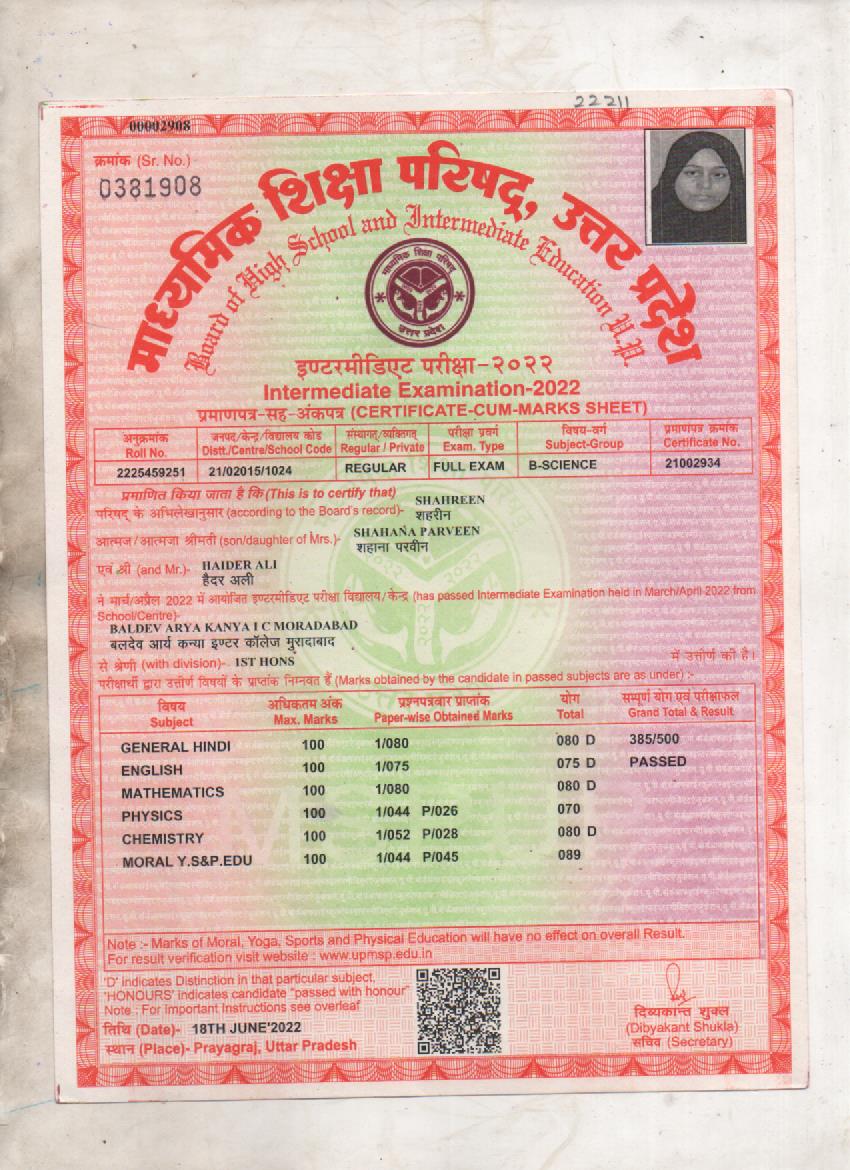 22211
00002908
क्रमांक (Sr. No.)
0381908
माध्यमिक शिक्षा परिषद्, उत्तर प्रदेश
Board of High School and Intermediate Education U.P.
माध्यमिक शिक्षा परिषद्
उत्तर प्रदेश
इण्टरमीडिएट परीक्षा-२०२२
Intermediate Examination-2022
प्रमाणपत्र-सह-अंकपत्र (CERTIFICATE-CUM-MARKS SHEET)
अनुक्रमांक जनपद/केन्द्र/विद्यालय कोड संस्थागत/व्यक्तिगत परीक्षा प्रवर्ग विषय-वर्ग प्रमाणपत्र क्रमांक
Roll No. Distt./Centre/School Code Regular / Private Exam. Type Subject-Group Certificate No.
2225459251 21/02015/1024 REGULAR FULL EXAM B-SCIENCE 21002934
प्रमाणित किया जाता है कि (This is to certify that) SHAHREEN
परिषद् के अभिलेखानुसार (according to the Board's record)- शहरीन
आत्मज/आत्मजा श्रीमती (son/daughter of Mrs.)- SHAHANA PARVEEN
शहाना परवीन
एवं श्री (and Mr.)- HAIDER ALI
हैदर अली
ने मार्च/अप्रैल 2022 में आयोजित इण्टरमीडिएट परीक्षा विद्यालय/केन्द्र (has passed Intermediate Examination held in March/April 2022 from
School/Centre)-
BALDEV ARYA KANYA I C MORADABAD
बलदेव आर्य कन्या इण्टर कॉलेज मुरादाबाद
से श्रेणी (with division)- 1ST HONS में उत्तीर्ण की है।
परीक्षार्थी द्वारा उत्तीर्ण विषयों के प्राप्तांक निम्नवत हैं (Marks obtained by the candidate in passed subjects are as under) :-
विषय अधिकतम अंक प्रश्नपत्रवार प्राप्तांक योग सम्पूर्ण योग एवं परीक्षाफल
Subject Max. Marks Paper-wise Obtained Marks Total Grand Total & Result
GENERAL HINDI 100 1/080 080 D 385/500
ENGLISH 100 1/075 075 D PASSED
MATHEMATICS 100 1/080 080 D
PHYSICS 100 1/044 P/026 070
CHEMISTRY 100 1/052 P/028 080 D
MORAL Y.S&P.EDU 100 1/044 P/045 089
Note :- Marks of Moral, Yoga, Sports and Physical Education will have no effect on overall Result.
For result verification visit website : www.upmsp.edu.in
'D' indicates Distinction in that particular subject,
'HONOURS' indicates candidate "passed with honour"
Note : For important Instructions see overleaf
तिथि (Date)- 18TH JUNE'2022
स्थान (Place)- Prayagraj, Uttar Pradesh
दिब्यकान्त शुक्ल
(Dibyakant Shukla)
सचिव (Secretary)